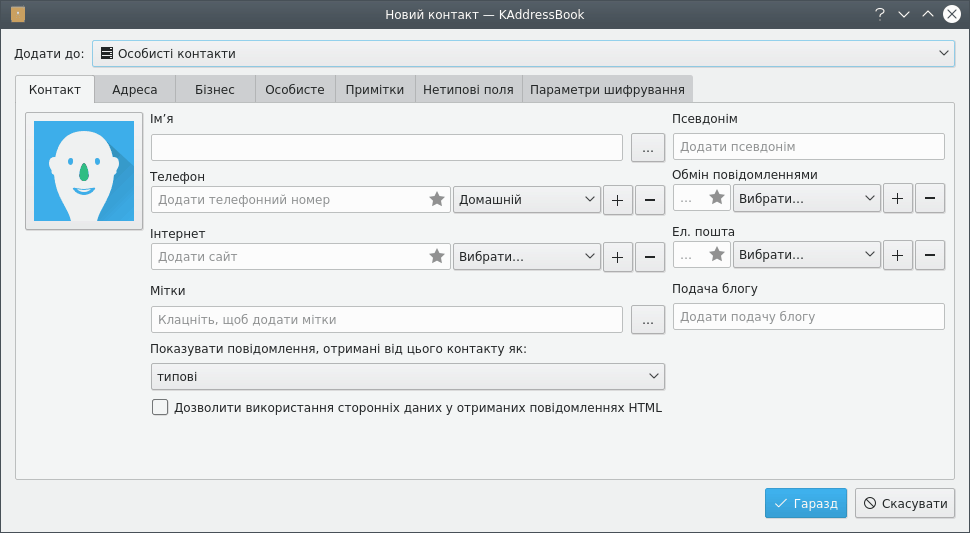 Новий контакт — KAddressBook
Додати до: Особисті контакти
Контакт Адреса Бізнес Особисте Примітки Нетипові поля Параметри шифрування
Ім’я
...
Псевдонім
Додати псевдонім
Телефон
Додати телефонний номер Домашній
Обмін повідомленнями
... Вибрати...
Інтернет
Додати сайт Вибрати...
Ел. пошта
... Вибрати...
Мітки
Клацніть, щоб додати мітки ...
Подача блогу
Додати подачу блогу
Показувати повідомлення, отримані від цього контакту як:
типові
Дозволити використання сторонніх даних у отриманих повідомленнях HTML
Гаразд Скасувати